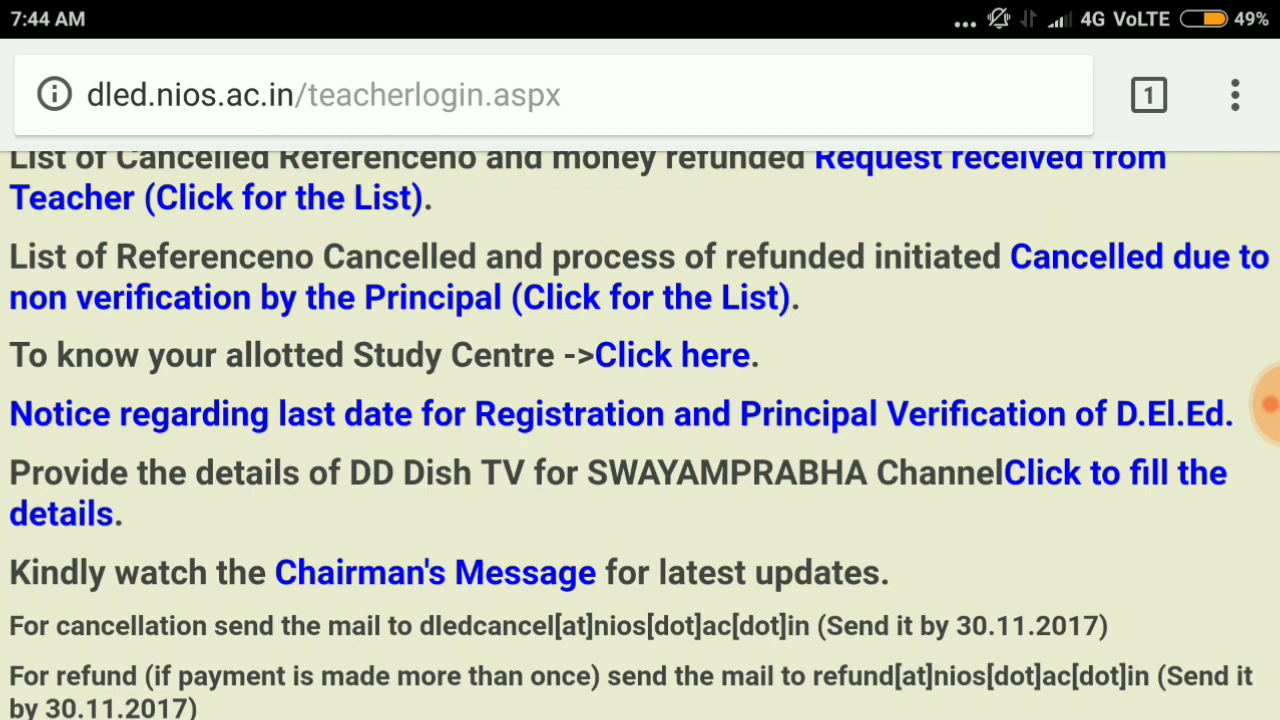 7:44 AM
4G VoLTE 49%
dled.nios.ac.in/teacherlogin.aspx
1
List of Cancelled Referenceno and money refunded Request received from
Teacher (Click for the List).
List of Referenceno Cancelled and process of refunded initiated Cancelled due to
non verification by the Principal (Click for the List).
To know your allotted Study Centre ->Click here.
Notice regarding last date for Registration and Principal Verification of D.El.Ed.
Provide the details of DD Dish TV for SWAYAMPRABHA ChannelClick to fill the
details.
Kindly watch the Chairman's Message for latest updates.
For cancellation send the mail to dledcancel[at]nios[dot]ac[dot]in (Send it by 30.11.2017)
For refund (if payment is made more than once) send the mail to refund[at]nios[dot]ac[dot]in (Send it
by 30.11.2017)